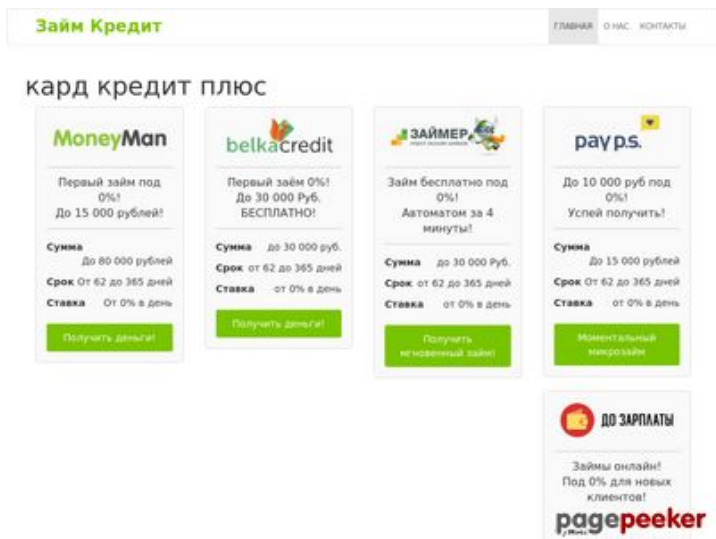 Займ Кредит
ГЛАВНАЯ О НАС. КОНТАКТЫ
кард кредит плюс
MoneyMan
Первый займ под
0%!
До 15 000 рублей!
Сумма
До 80 000 рублей
Срок От 62 до 365 дней
Ставка От 0% в день
Получить деньги!
belkacredit
Первый заём 0%!
До 30 000 Руб.
БЕСПЛАТНО!
Сумма до 30 000 руб.
Срок от 62 до 365 дней
Ставка от 0% в день
Получить деньги!
ЗАЙМЕР
Займ бесплатно под
0%!
Автоматом за 4
минуты!
Сумма до 30 000 Руб.
Срок от 62 до 365 дней
Ставка от 0% в день
Получить
мгновенный займ!
pay p.s.
До 10 000 руб под
0%!
Успей получить!
Сумма
До 15 000 рублей
Срок От 62 до 365 дней
Ставка от 0% в день
Моментальный
микрозайм
ДО ЗАРПЛАТЫ
Займы онлайн!
Под 0% для новых
клиентов!
pagepeeker